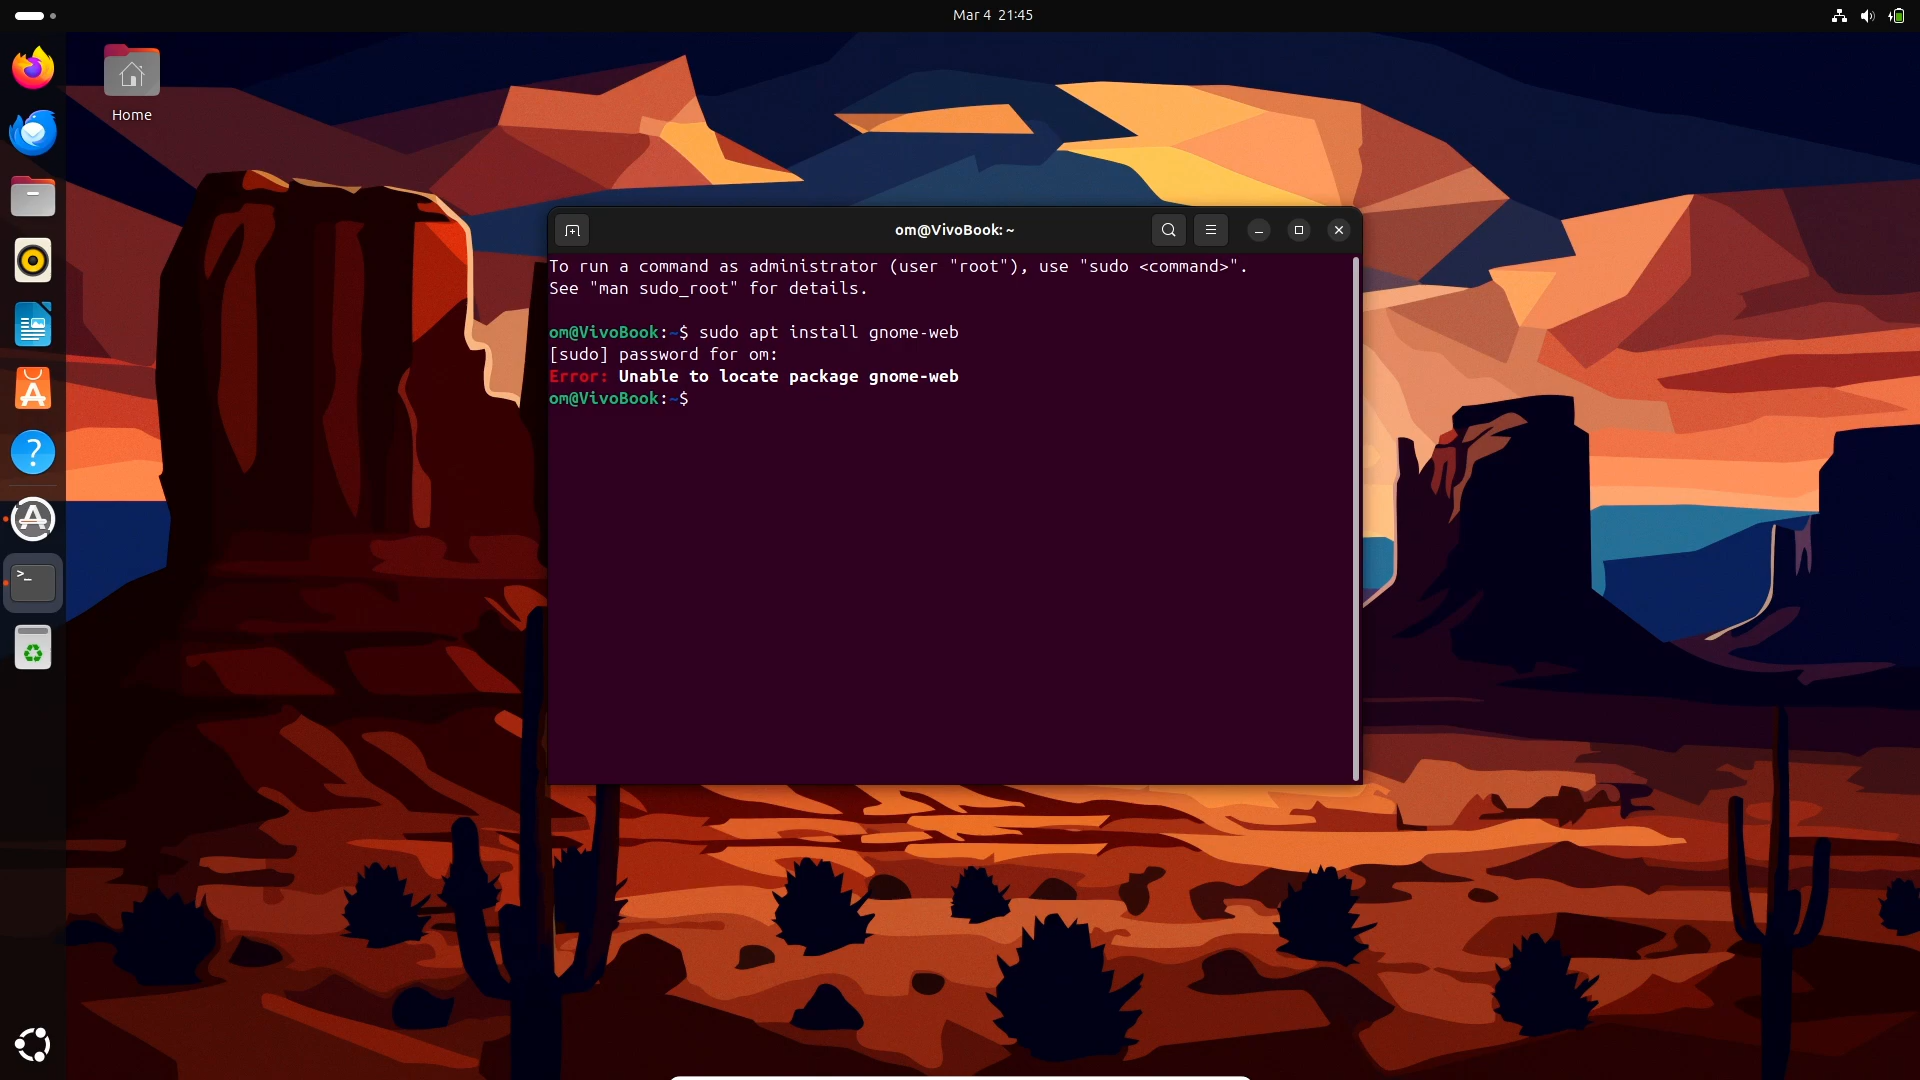 Mar 4 21:45
Home
om@VivoBook: ~
To run a command as administrator (user "root"), use "sudo <command>".
See "man sudo_root" for details.
om@VivoBook:~$ sudo apt install gnome-web
[sudo] password for om:
Error: Unable to locate package gnome-web
om@VivoBook:~$